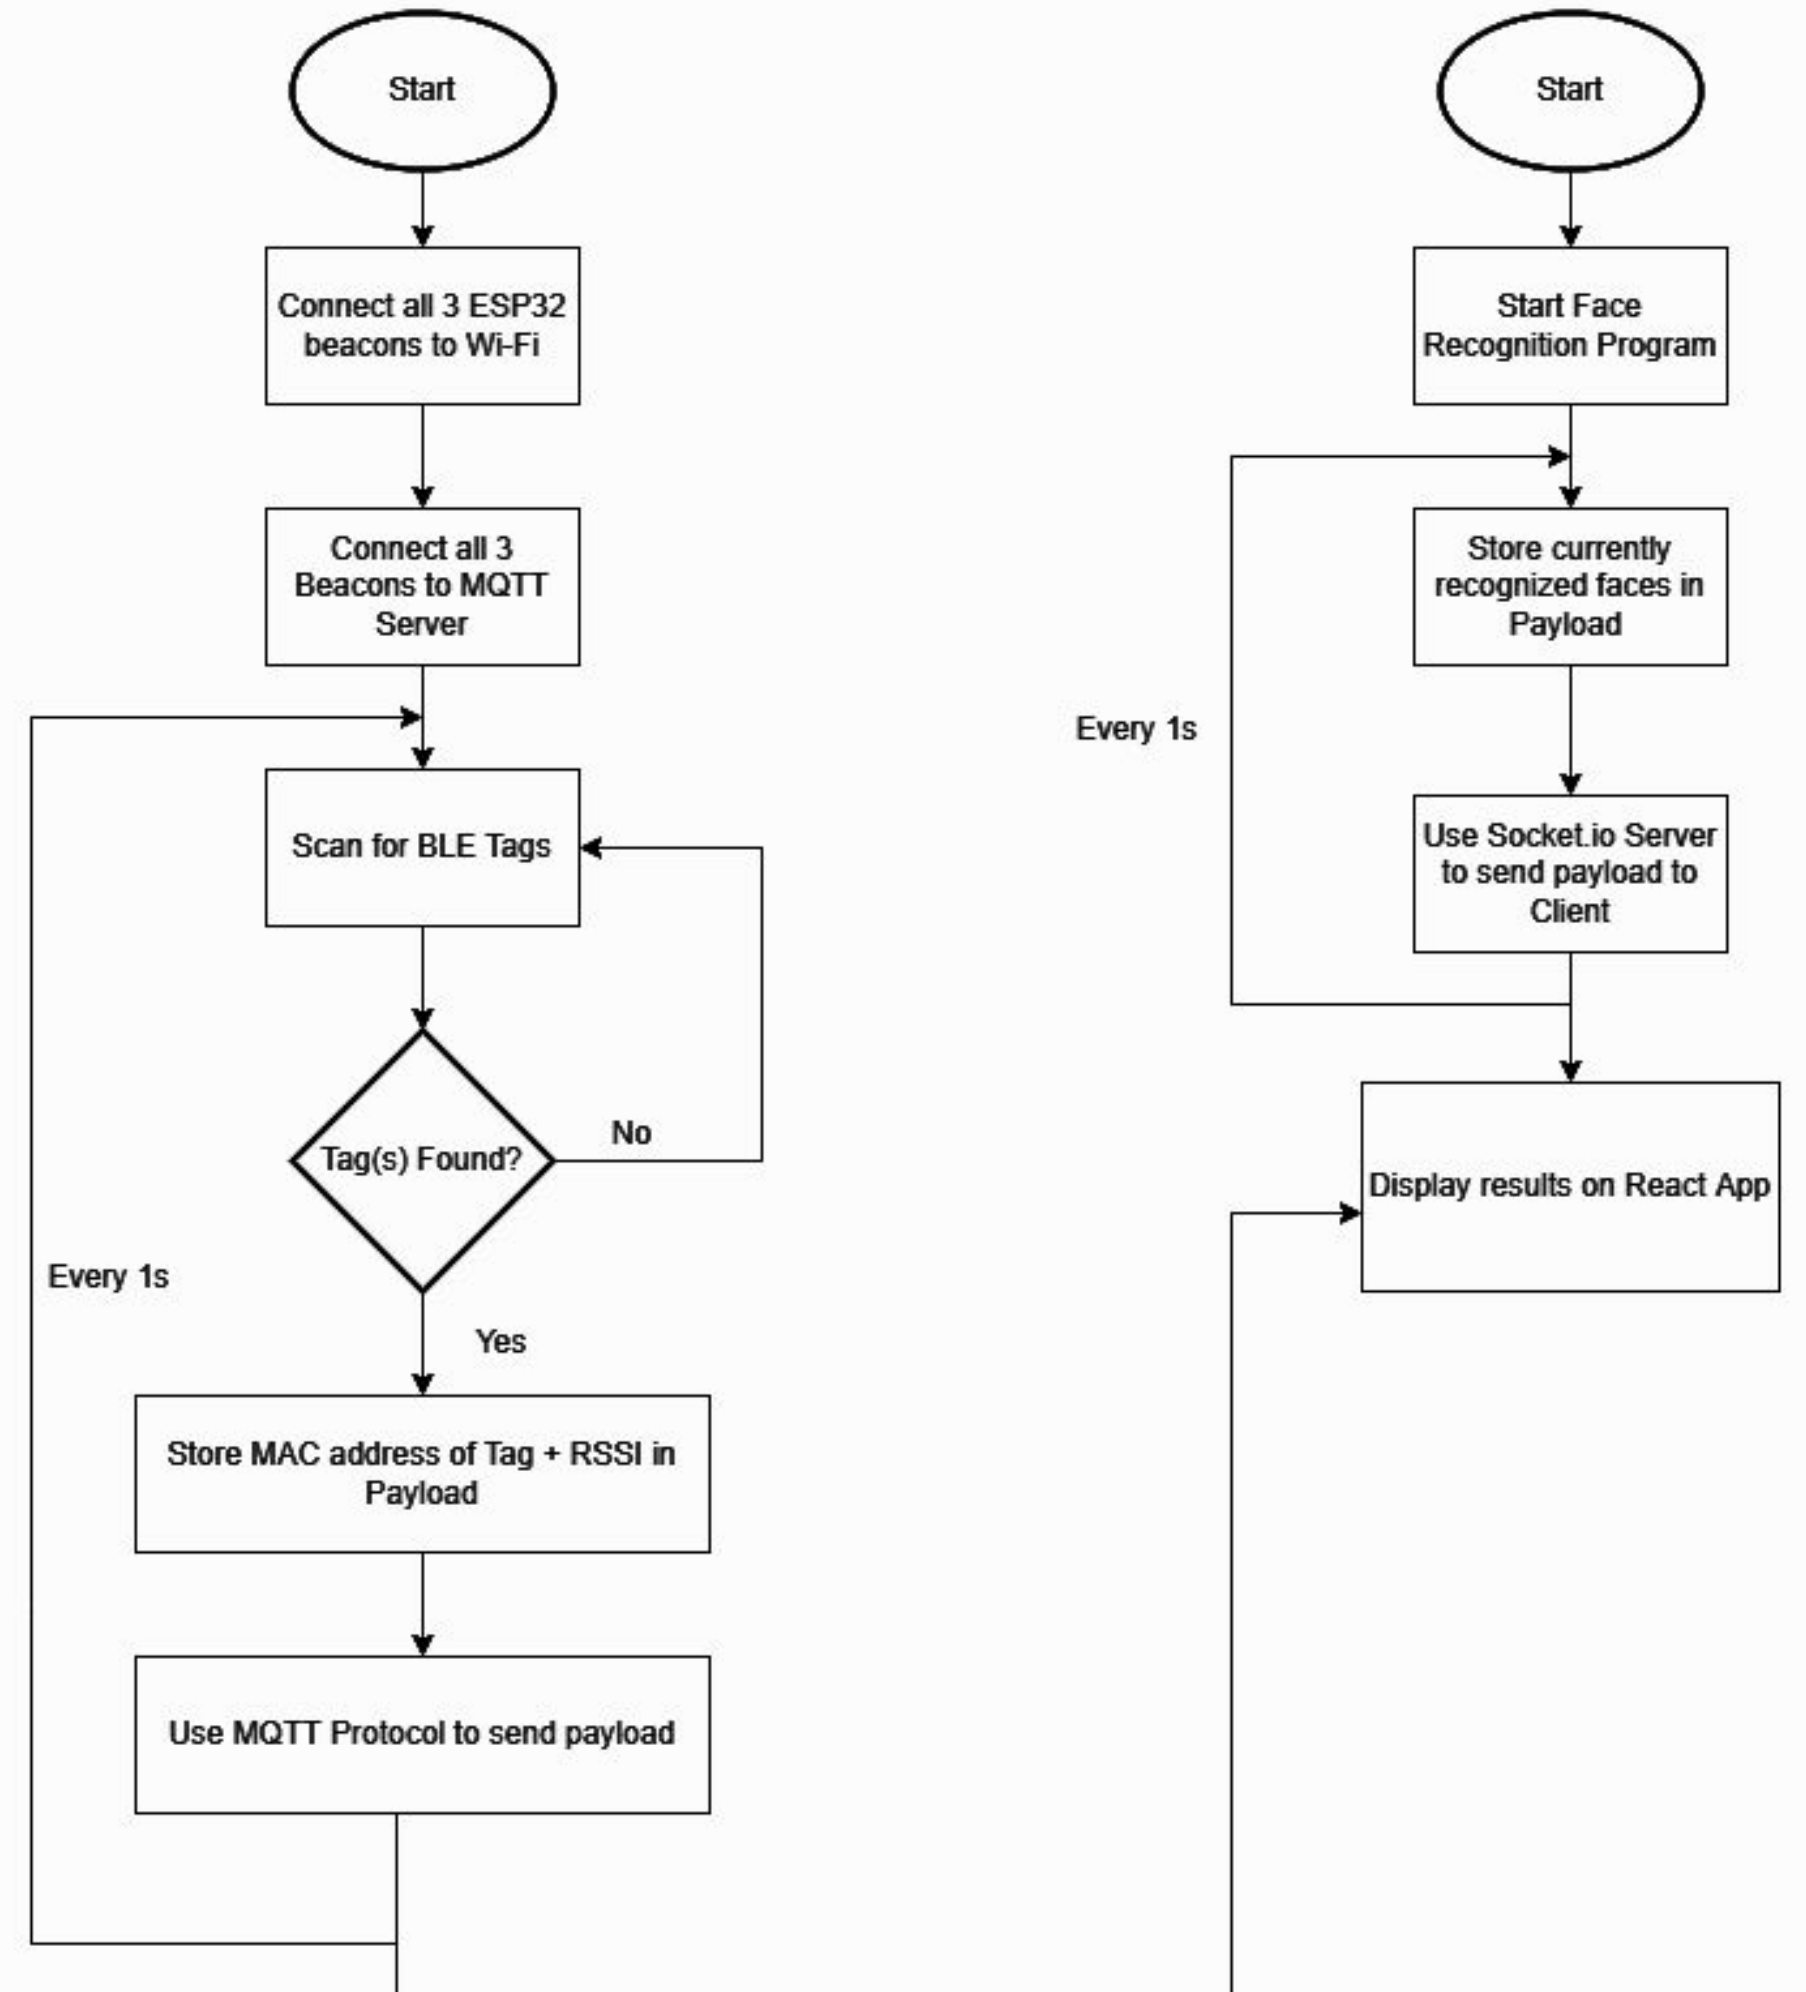 Start
Connect all 3 ESP32
beacons to Wi-Fi
Connect all 3
Beacons to MQTT
Server
Scan for BLE Tags
Tag(s) Found?
No
Every 1s
Yes
Store MAC address of Tag + RSSI in
Payload
Use MQTT Protocol to send payload
Start
Start Face
Recognition Program
Store currently
recognized faces in
Payload
Every 1s
Use Socket.io Server
to send payload to
Client
Display results on React App